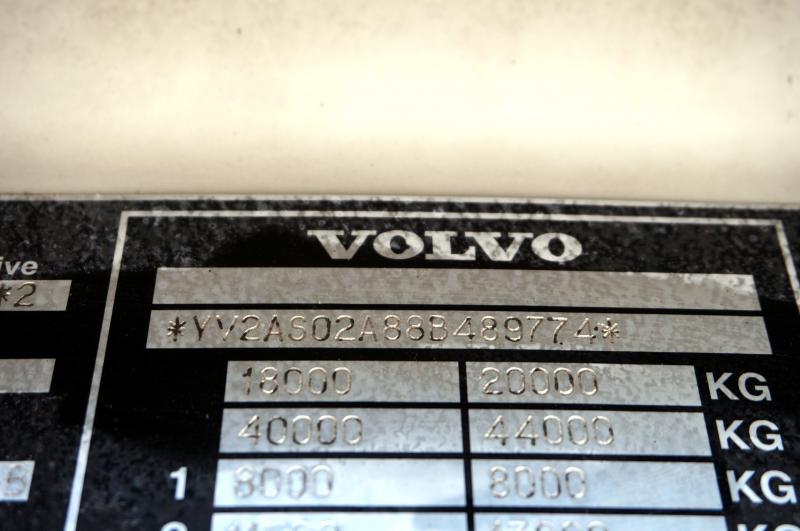 VOLVO
ive
*2
*YV2AS02A88B489774*
18000 20000 KG
40000 44000 KG
1 8000 8000 KG